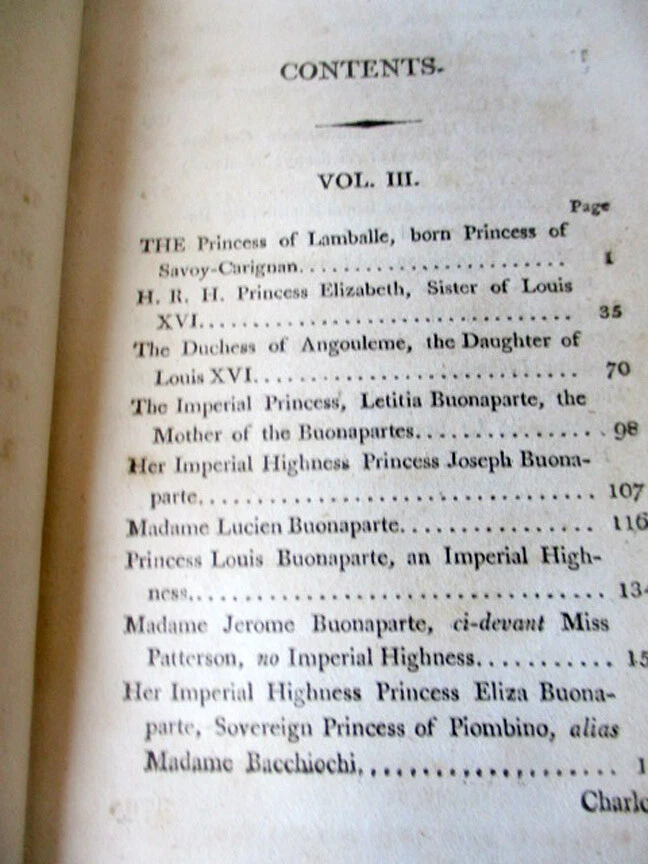 CONTENTS.
VOL. III.
Page
THE Princess of Lamballe, born Princess of
Savoy-Carignan........................ 1
H. R. H. Princess Elizabeth, Sister of Louis
XVI.................................. 35
The Duchess of Angouleme, the Daughter of
Louis XVI............................ 70
The Imperial Princess, Letitia Buonaparte, the
Mother of the Buonapartes................ 98
Her Imperial Highness Princess Joseph Buona-
parte................................ 107
Madame Lucien Buonaparte................ 116
Princess Louis Buonaparte, an Imperial High-
ness.................................. 134
Madame Jerome Buonaparte, ci-devant Miss
Patterson, no Imperial Highness........... 15
Her Imperial Highness Princess Eliza Buona-
parte, Sovereign Princess of Piombino, alias
Madame Bacchiochi...................... 1
Charlo